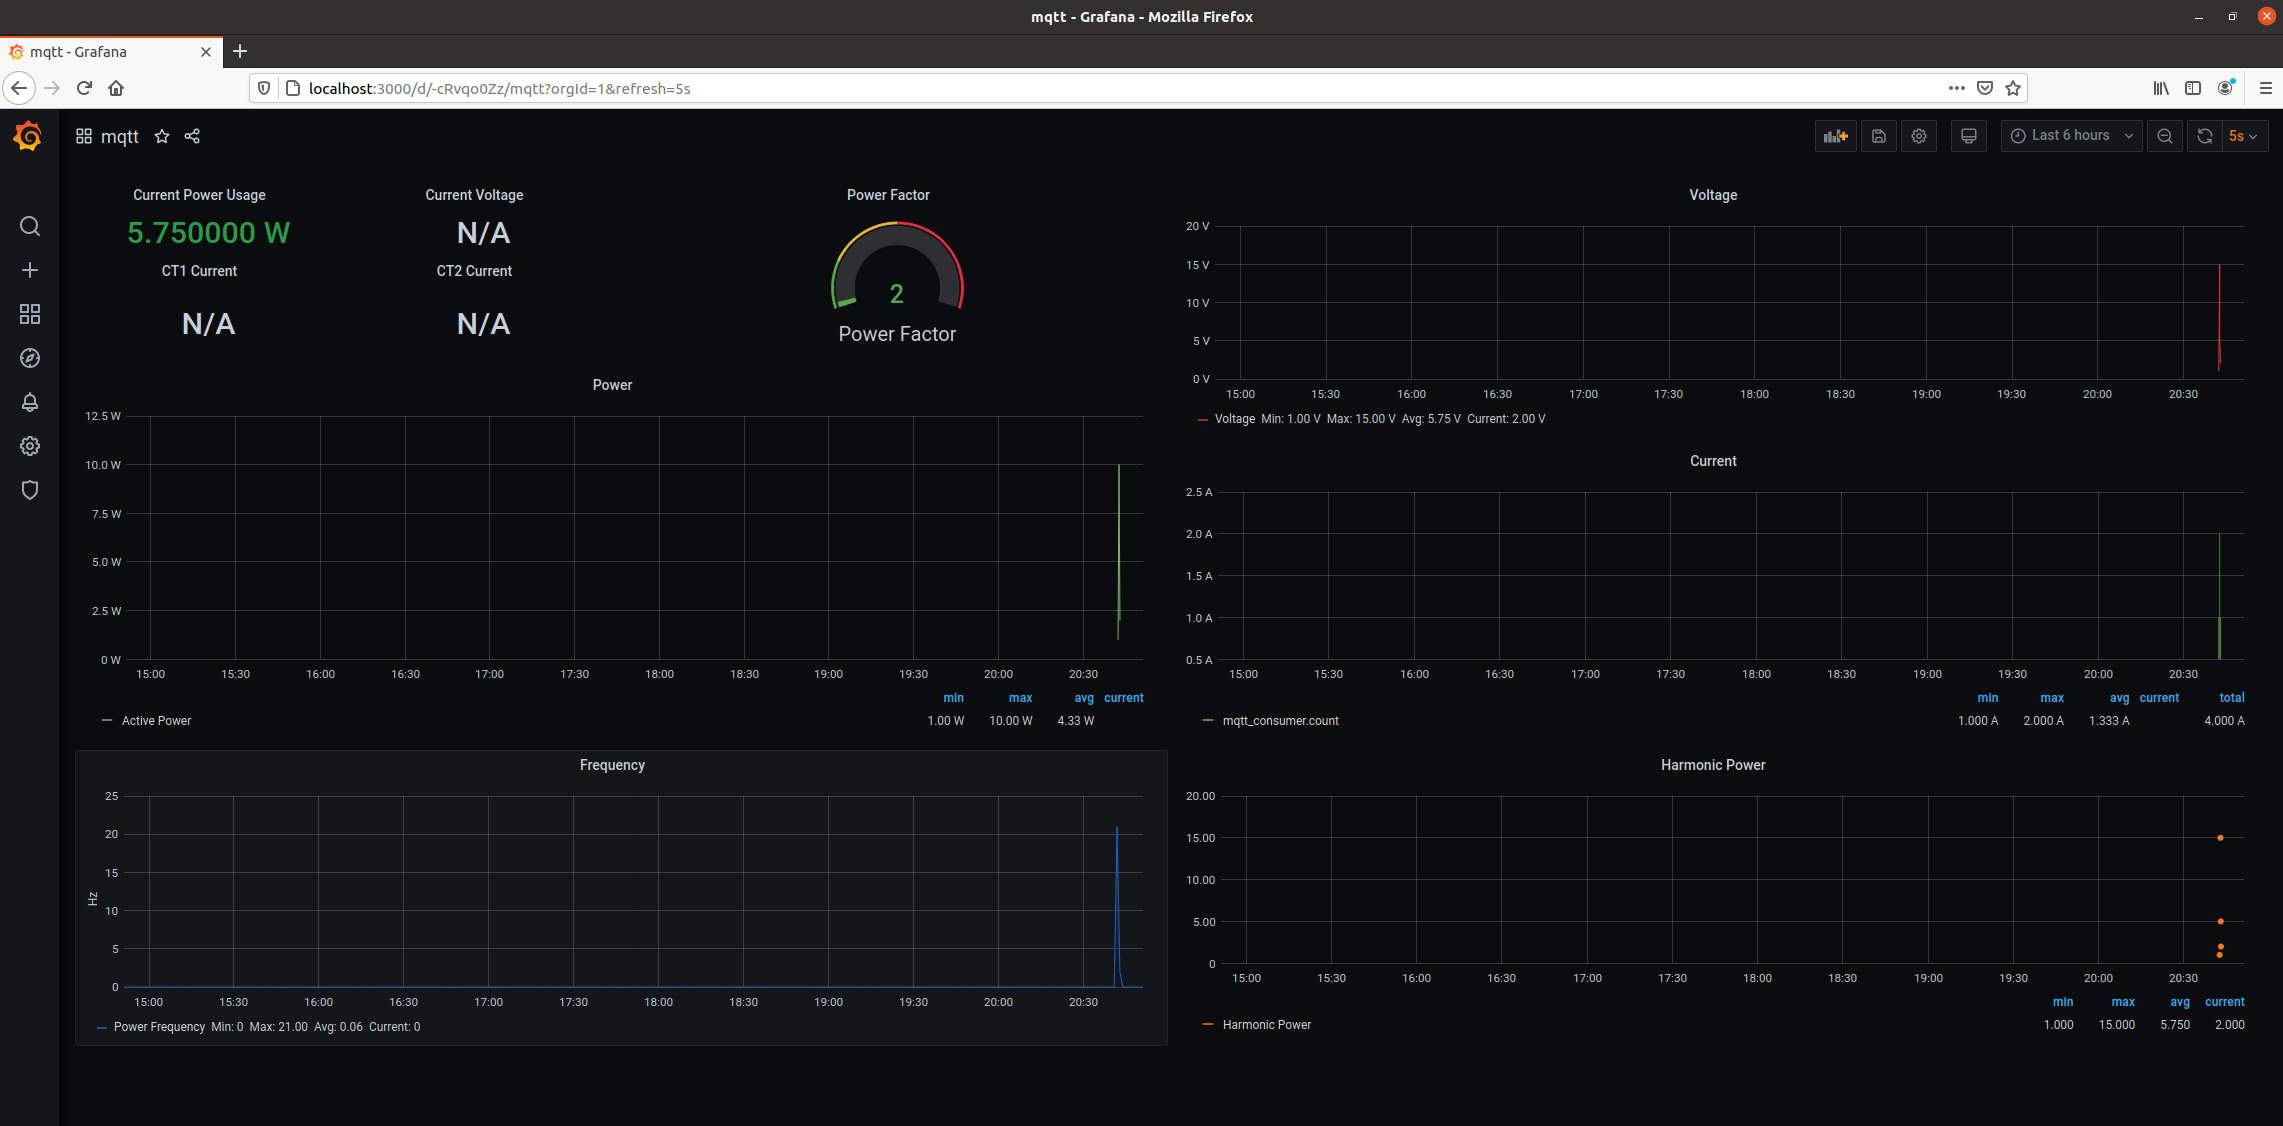 mqtt - Grafana - Mozilla Firefox
mqtt - Grafana
localhost:3000/d/-cRvqo0Zz/mqtt?orgId=1&refresh=5s
mqtt
Last 6 hours
5s
Current Power Usage
5.750000 W
Current Voltage
N/A
CT1 Current
N/A
CT2 Current
N/A
Power Factor
2
Power Factor
Voltage
20 V
15 V
10 V
5 V
0 V
15:00 15:30 16:00 16:30 17:00 17:30 18:00 18:30 19:00 19:30 20:00 20:30
Voltage Min: 1.00 V Max: 15.00 V Avg: 5.75 V Current: 2.00 V
Power
12.5 W
10.0 W
7.5 W
5.0 W
2.5 W
0 W
15:00 15:30 16:00 16:30 17:00 17:30 18:00 18:30 19:00 19:30 20:00 20:30
min max avg current
Active Power 1.00 W 10.00 W 4.33 W
Current
2.5 A
2.0 A
1.5 A
1.0 A
0.5 A
15:00 15:30 16:00 16:30 17:00 17:30 18:00 18:30 19:00 19:30 20:00 20:30
min max avg current total
mqtt_consumer.count 1.000 A 2.000 A 1.333 A 4.000 A
Frequency
Hz
25
20
15
10
5
0
15:00 15:30 16:00 16:30 17:00 17:30 18:00 18:30 19:00 19:30 20:00 20:30
Power Frequency Min: 0 Max: 21.00 Avg: 0.06 Current: 0
Harmonic Power
20.00
15.00
10.00
5.00
0
15:00 15:30 16:00 16:30 17:00 17:30 18:00 18:30 19:00 19:30 20:00 20:30
min max avg current
Harmonic Power 1.000 15.000 5.750 2.000